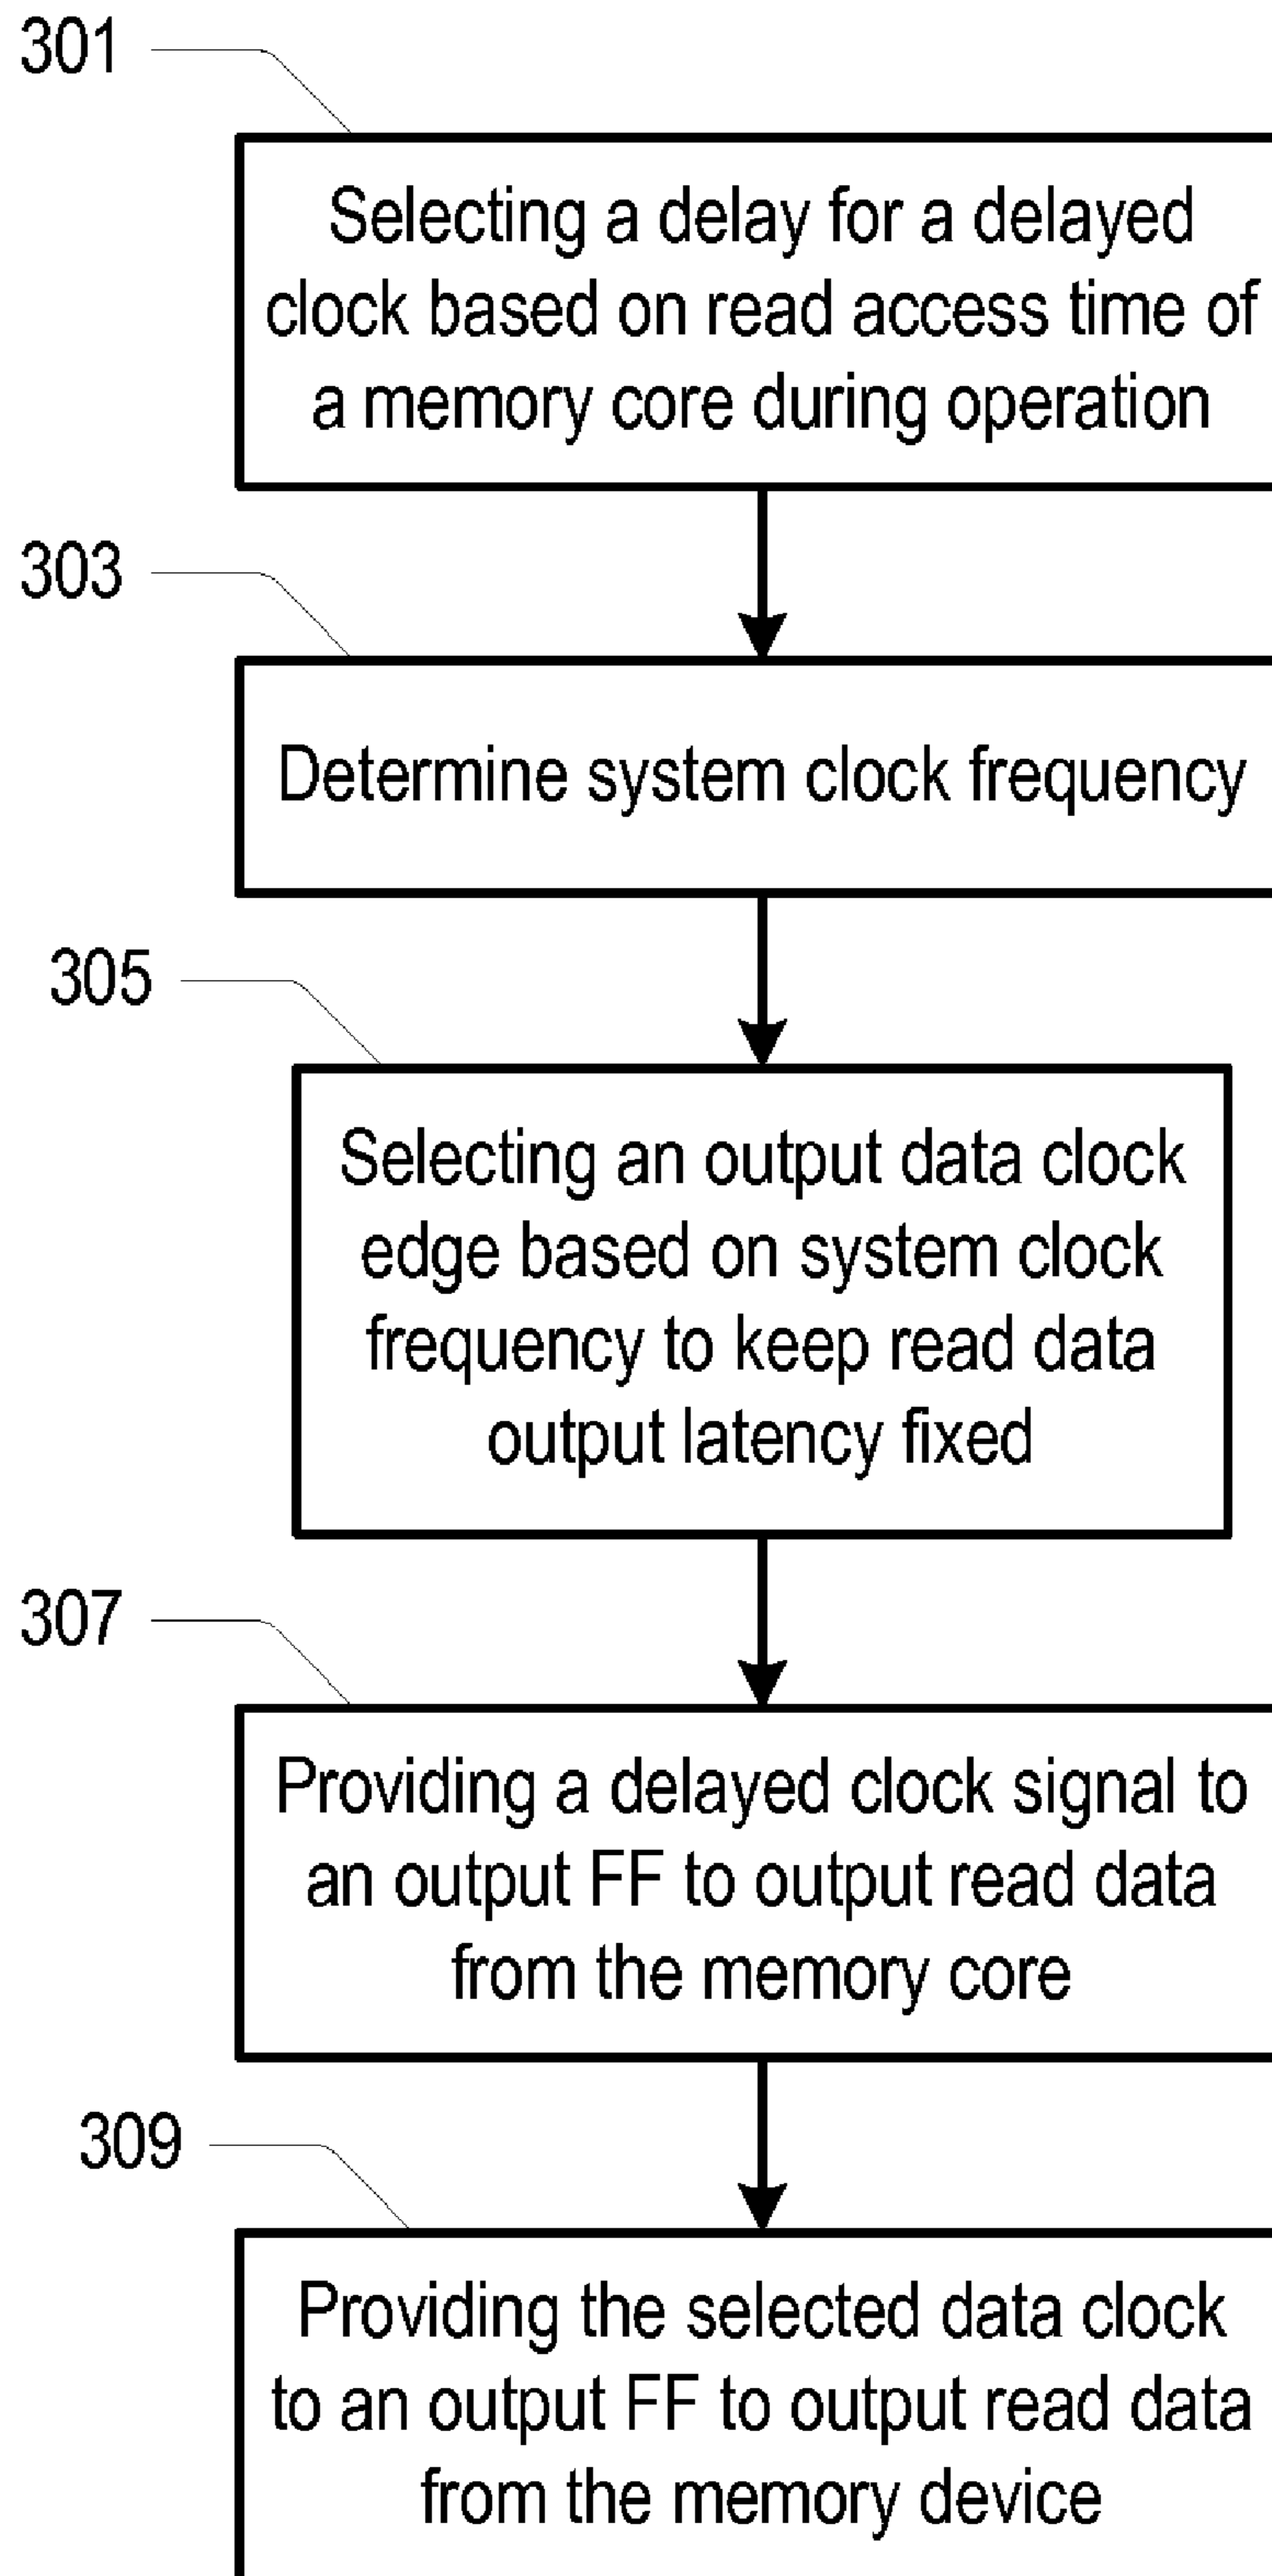 301
Selecting a delay for a delayed
clock based on read access time of
a memory core during operation
303
Determine system clock frequency
305
Selecting an output data clock
edge based on system clock
frequency to keep read data
output latency fixed
307
Providing a delayed clock signal to
an output FF to output read data
from the memory core
309
Providing the selected data clock
to an output FF to output read data
from the memory device